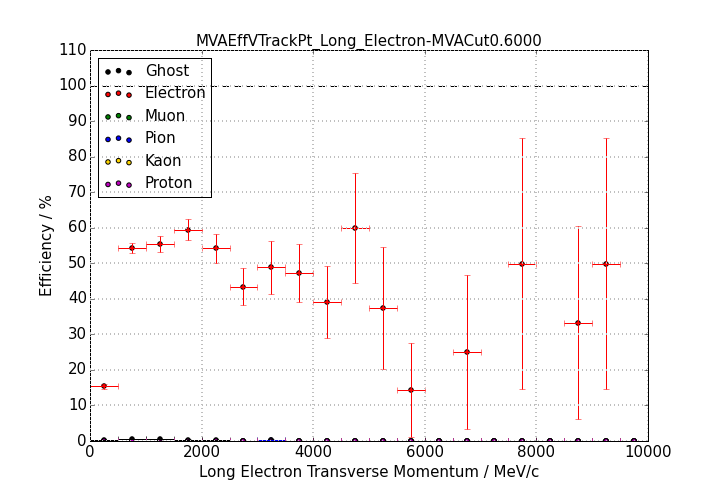 MVAEffVTrackPt_Long_Electron-MVACut0.6000
110
100
90
80
70
60
50
40
30
20
10
0
Efficiency / %
Ghost
Electron
Muon
Pion
Kaon
Proton
0 2000 4000 6000 8000 10000
Long Electron Transverse Momentum / MeV/c